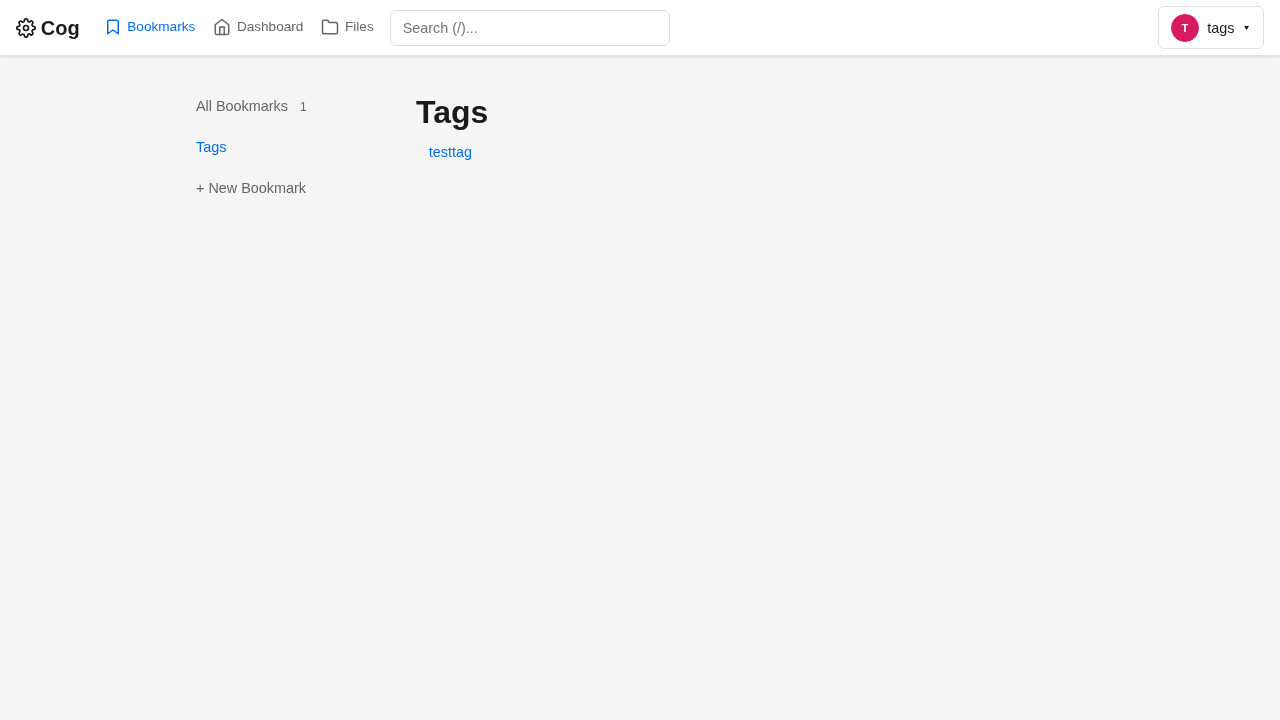 Cog Bookmarks Dashboard Files Search (/)... T tags
All Bookmarks 1
Tags
+ New Bookmark
Tags
testtag